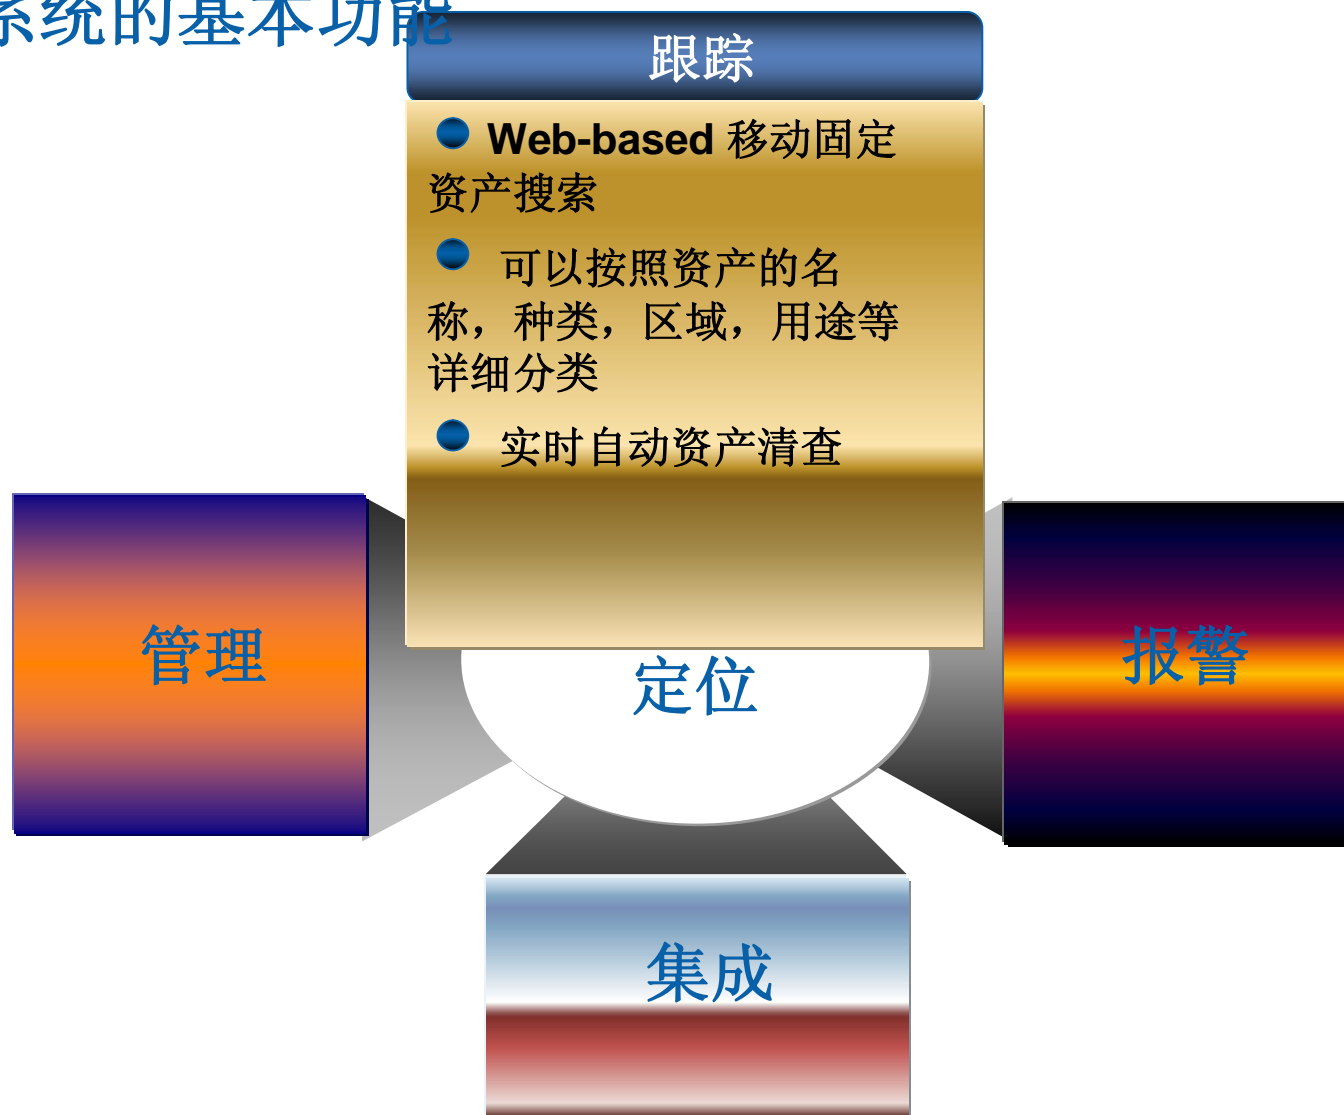 系统的基本功能
跟踪
Web-based 移动固定
资产搜索
可以按照资产的名
称，种类，区域，用途等
详细分类
实时自动资产清查
管理
定位
报警
集成